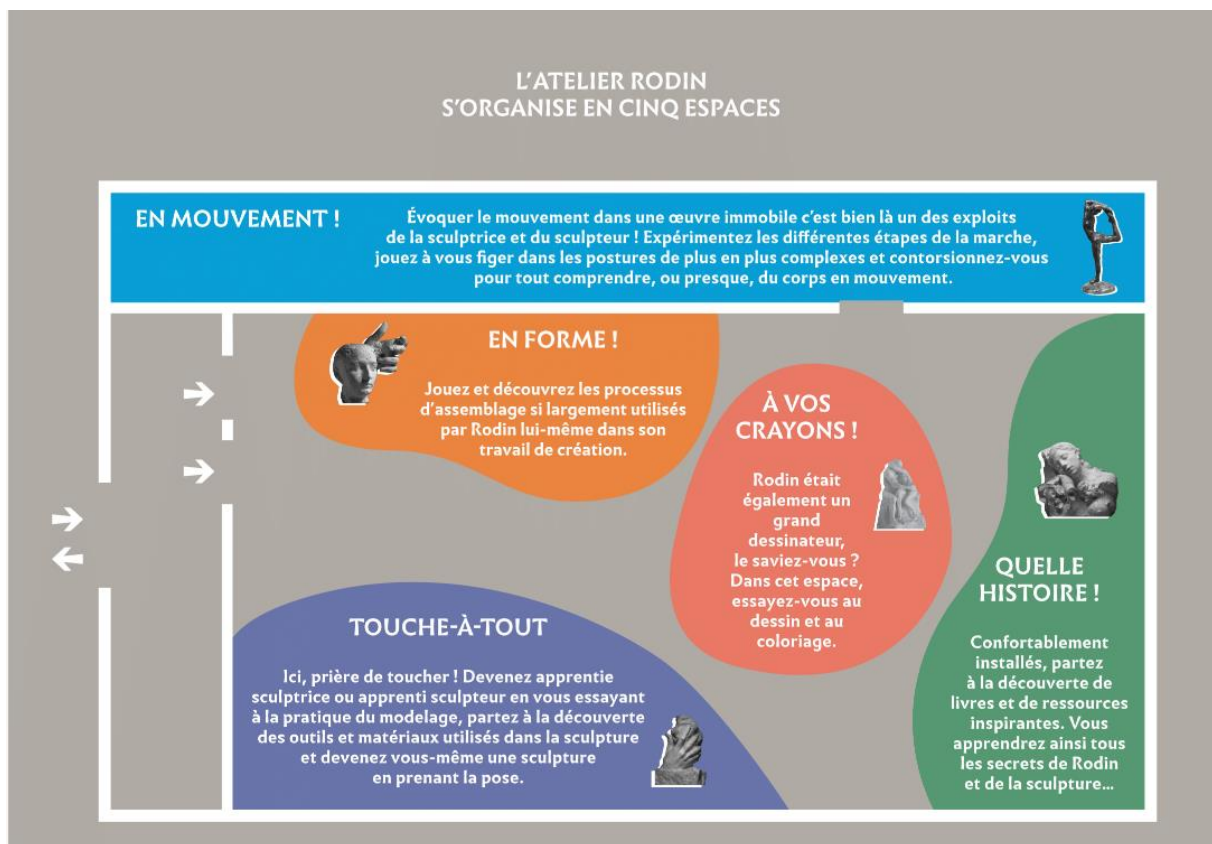 L'ATELIER RODIN
S'ORGANISE EN CINQ ESPACES
EN MOUVEMENT !
Évoquer le mouvement dans une œuvre immobile c'est bien là un des exploits
de la sculptrice et du sculpteur ! Expérimentez les différentes étapes de la marche,
jouez à vous figer dans les postures de plus en plus complexes et contorsionnez-vous
pour tout comprendre, ou presque, du corps en mouvement.
EN FORME !
Jouez et découvrez les processus
d'assemblage si largement utilisés
par Rodin lui-même dans son
travail de création.
À VOS
CRAYONS !
Rodin était
également un
grand
dessinateur,
le saviez-vous ?
Dans cet espace,
essayez-vous au
dessin et au
coloriage.
QUELLE
HISTOIRE !
Confortablement
installés, partez
à la découverte de
livres et de ressources
inspirantes. Vous
apprendrez ainsi tous
les secrets de Rodin
et de la sculpture...
TOUCHE-À-TOUT
Ici, prière de toucher ! Devenez apprentie
sculptrice ou apprenti sculpteur en vous essayant
à la pratique du modelage, partez à la découverte
des outils et matériaux utilisés dans la sculpture
et devenez vous-même une sculpture
en prenant la pose.